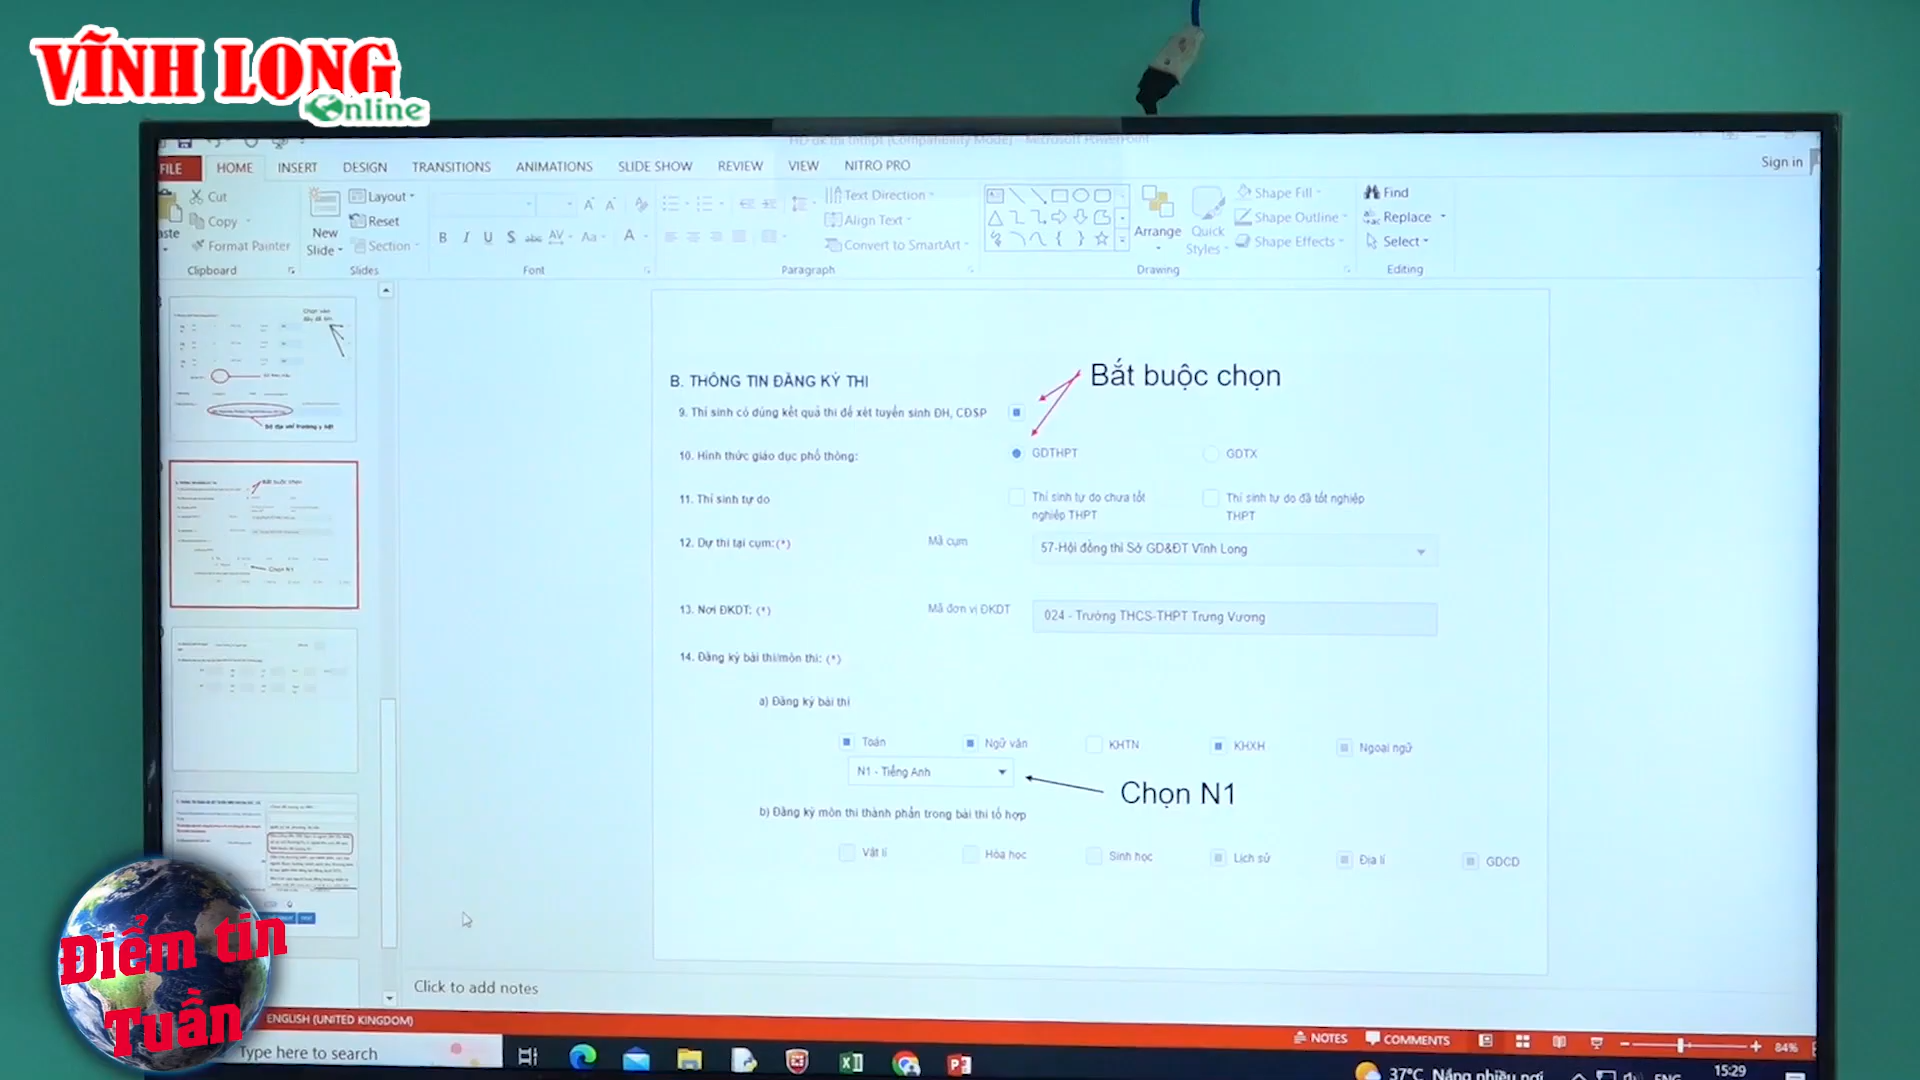 VĨNH LONG
Online
FILE
HOME
INSERT
DESIGN
TRANSITIONS
ANIMATIONS
SLIDE SHOW
REVIEW
VIEW
NITRO PRO
Sign in
Cut
Copy
Format Painter
Clipboard
New
Slide
Layout
Reset
Section
Slides
Font
Text Direction
Align Text
Convert to SmartArt
Paragraph
Arrange
Quick
Styles
Shape Fill
Shape Outline
Shape Effects
Drawing
Find
Replace
Select
Editing
Bắt buộc chọn
B. THÔNG TIN ĐĂNG KÝ THI
9. Thí sinh có dùng kết quả thi để xét tuyển sinh ĐH, CĐSP
10. Hình thức giáo dục phổ thông:
GDTHPT
GDTX
11. Thí sinh tự do
Thí sinh tự do chưa tốt
nghiệp THPT
Thí sinh tự do đã tốt nghiệp
THPT
12. Dự thi tại cụm:(*)
Mã cụm
57-Hội đồng thi Sở GD&ĐT Vĩnh Long
13. Nơi ĐKDT: (*)
Mã đơn vị ĐKDT
024 - Trường THCS-THPT Trưng Vương
14. Đăng ký bài thi/môn thi: (*)
a) Đăng ký bài thi
Toán
Ngữ văn
KHTN
KHXH
Ngoại ngữ
N1 - Tiếng Anh
Chọn N1
b) Đăng ký môn thi thành phần trong bài thi tổ hợp
Vật lí
Hóa học
Sinh học
Lịch sử
Địa lí
GDCD
Click to add notes
ENGLISH (UNITED KINGDOM)
NOTES
COMMENTS
84%
Type here to search
37°C Nắng nhiều nơi
ENG
15:29
Điểm tin
Tuần